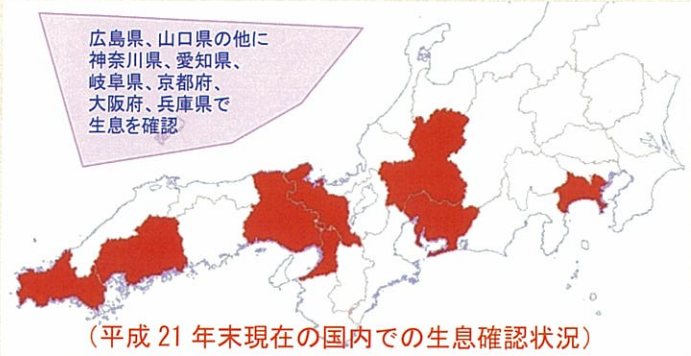 広島県、山口県の他に
神奈川県、愛知県、
岐阜県、京都府、
大阪府、兵庫県で
生息を確認
（平成21年末現在の国内での生息確認状況）